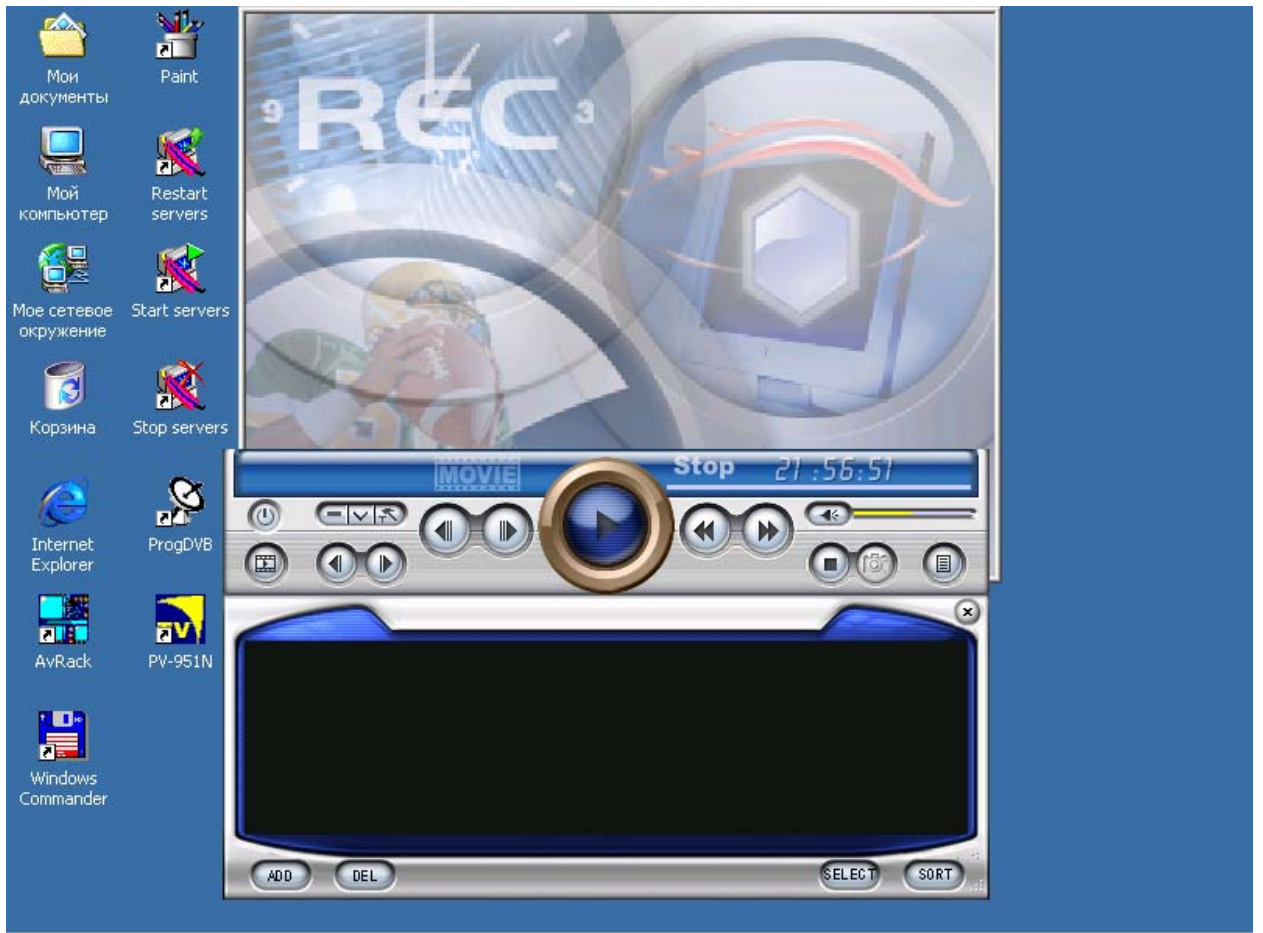 Мои
документы
Paint
Мой
компьютер
Restart
servers
Мое сетевое
окружение
Start servers
Корзина
Stop servers
Internet
Explorer
ProgDVB
AvRack
TV
PV-951N
Windows
Commander
9 REC 3
MOVIE
Stop 21:56:51
ADD
DEL
SELECT
SORT